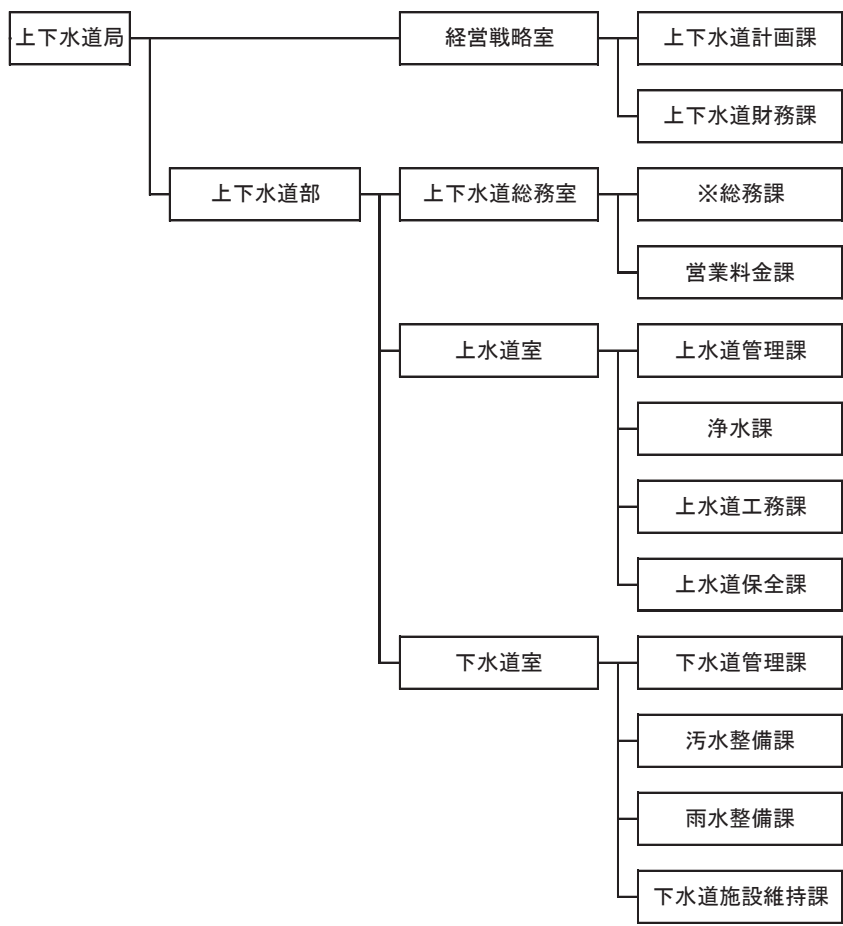 上下水道局
経営戦略室
上下水道計画課
上下水道財務課
上下水道部
上下水道総務室
※総務課
営業料金課
上水道室
上水道管理課
浄水課
上水道工務課
上水道保全課
下水道室
下水道管理課
汚水整備課
雨水整備課
下水道施設維持課